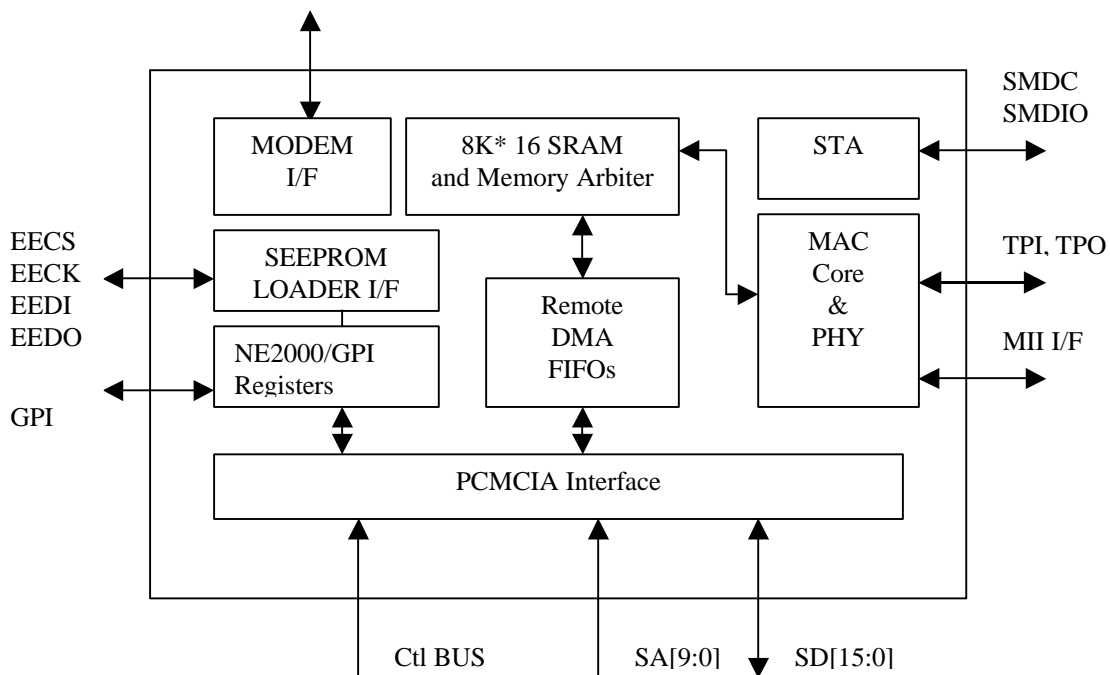 SMDC
SMDIO
MODEM
I/F
8K* 16 SRAM
and Memory Arbiter
STA
EECS
EECK
EEDI
EEDO
SEEPROM
LOADER I/F
MAC
Core
&
PHY
TPI, TPO
Remote
DMA
FIFOs
NE2000/GPI
Registers
MII I/F
GPI
PCMCIA Interface
Ctl BUS
SA[9:0]
SD[15:0]